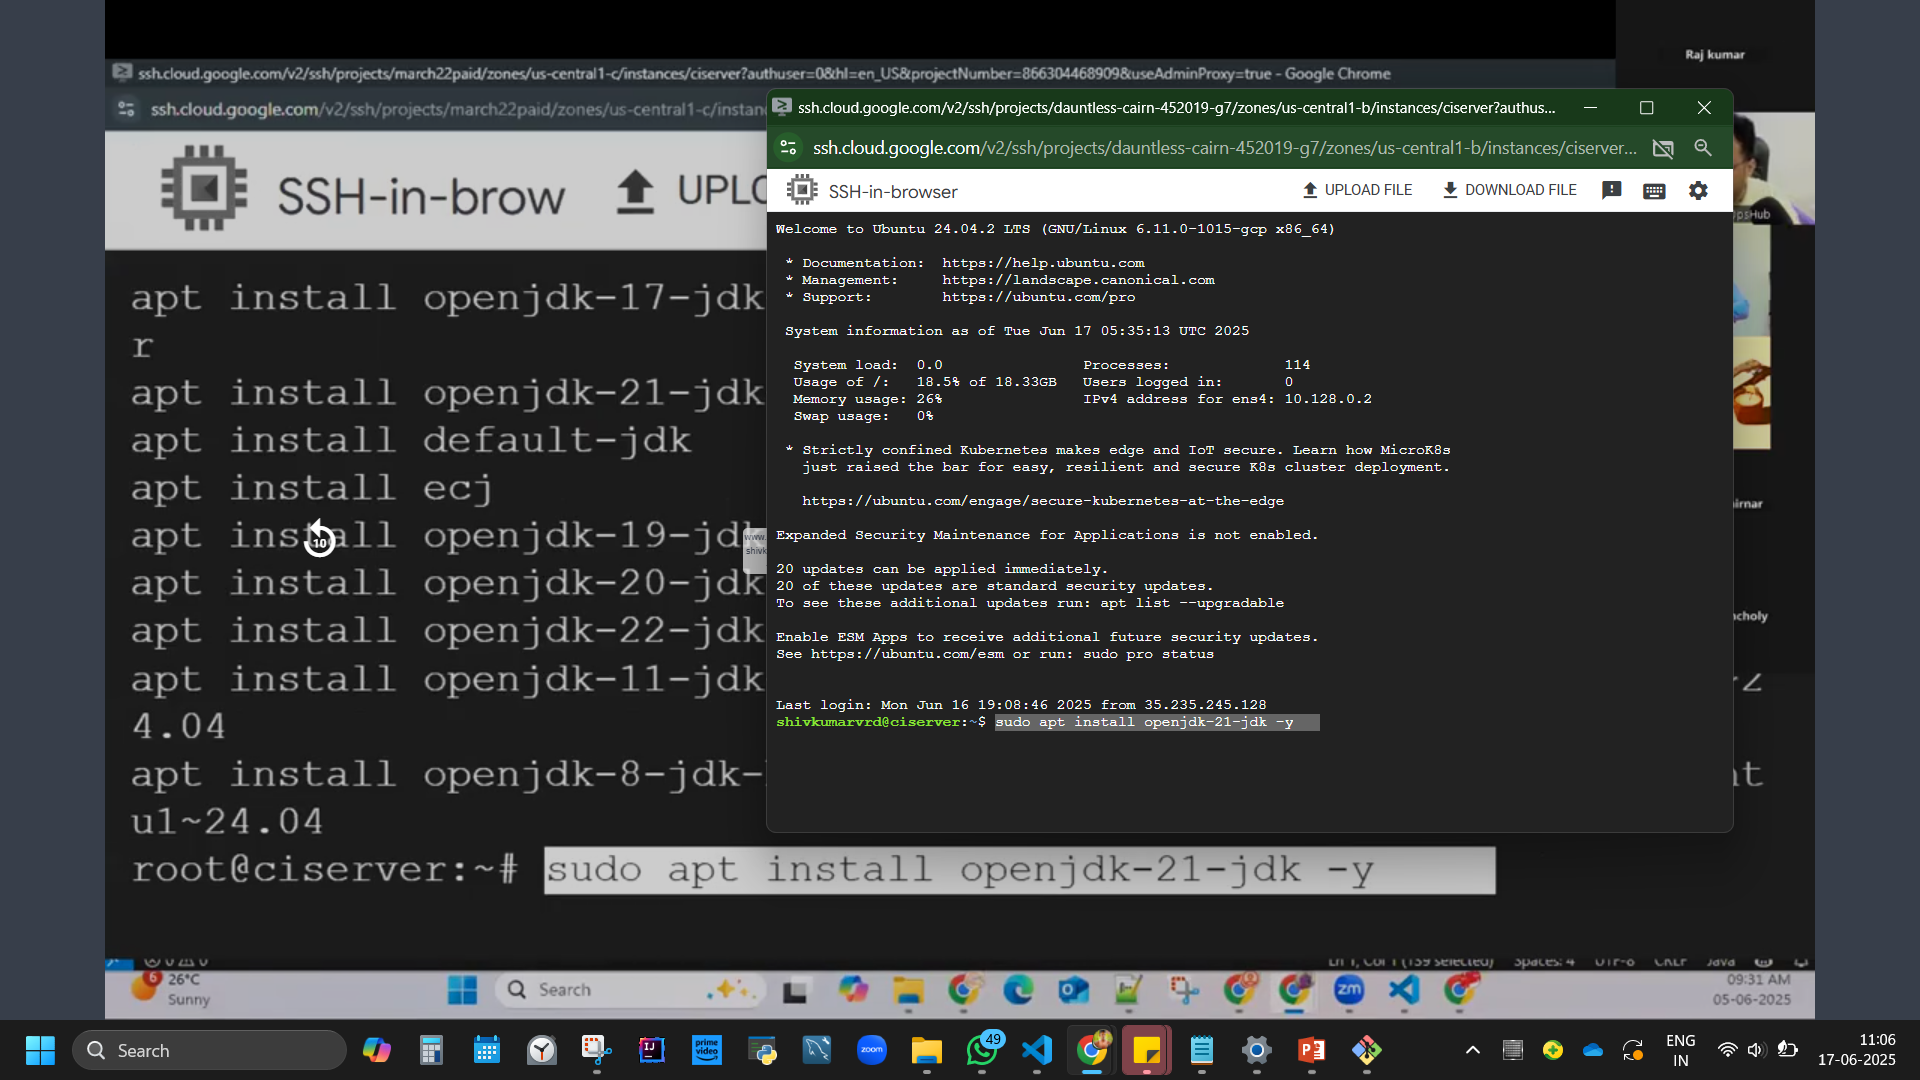 Raj kumar
ssh.cloud.google.com/v2/ssh/projects/march22paid/zones/us-central1-c/instances/ciserver?authuser=0&hl=en_US&projectNumber=866304468909&useAdminProxy=true - Google Chrome
ssh.cloud.google.com/v2/ssh/projects/march22paid/zones/us-central1-c/instan
SSH-in-brow
UPLO
apt install openjdk-17-jdk
r
apt install openjdk-21-jdk
apt install default-jdk
apt install ecj
apt install openjdk-19-jdk
10
apt install openjdk-20-jdk
apt install openjdk-22-jdk
apt install openjdk-11-jdk
4.04
apt install openjdk-8-jdk-
u1~24.04
root@ciserver:~# sudo apt install openjdk-21-jdk -y
ssh.cloud.google.com/v2/ssh/projects/dauntless-cairn-452019-g7/zones/us-central1-b/instances/ciserver?authus...
ssh.cloud.google.com/v2/ssh/projects/dauntless-cairn-452019-g7/zones/us-central1-b/instances/ciserver...
SSH-in-browser
UPLOAD FILE
DOWNLOAD FILE
Welcome to Ubuntu 24.04.2 LTS (GNU/Linux 6.11.0-1015-gcp x86_64)
* Documentation: https://help.ubuntu.com
* Management: https://landscape.canonical.com
* Support: https://ubuntu.com/pro
System information as of Tue Jun 17 05:35:13 UTC 2025
System load: 0.0 Processes: 114
Usage of /: 18.5% of 18.33GB Users logged in: 0
Memory usage: 26% IPv4 address for ens4: 10.128.0.2
Swap usage: 0%
* Strictly confined Kubernetes makes edge and IoT secure. Learn how MicroK8s
just raised the bar for easy, resilient and secure K8s cluster deployment.
https://ubuntu.com/engage/secure-kubernetes-at-the-edge
Expanded Security Maintenance for Applications is not enabled.
20 updates can be applied immediately.
20 of these updates are standard security updates.
To see these additional updates run: apt list --upgradable
Enable ESM Apps to receive additional future security updates.
See https://ubuntu.com/esm or run: sudo pro status
Last login: Mon Jun 16 19:08:46 2025 from 35.235.245.128
shivkumarvrd@ciserver:~$ sudo apt install openjdk-21-jdk -y
psHub
irnar
choly
www.
shivk
6
26°C
Sunny
Search
zm
09:31 AM
05-06-2025
Search
prime video
zoom
49
ENG
IN
11:06
17-06-2025